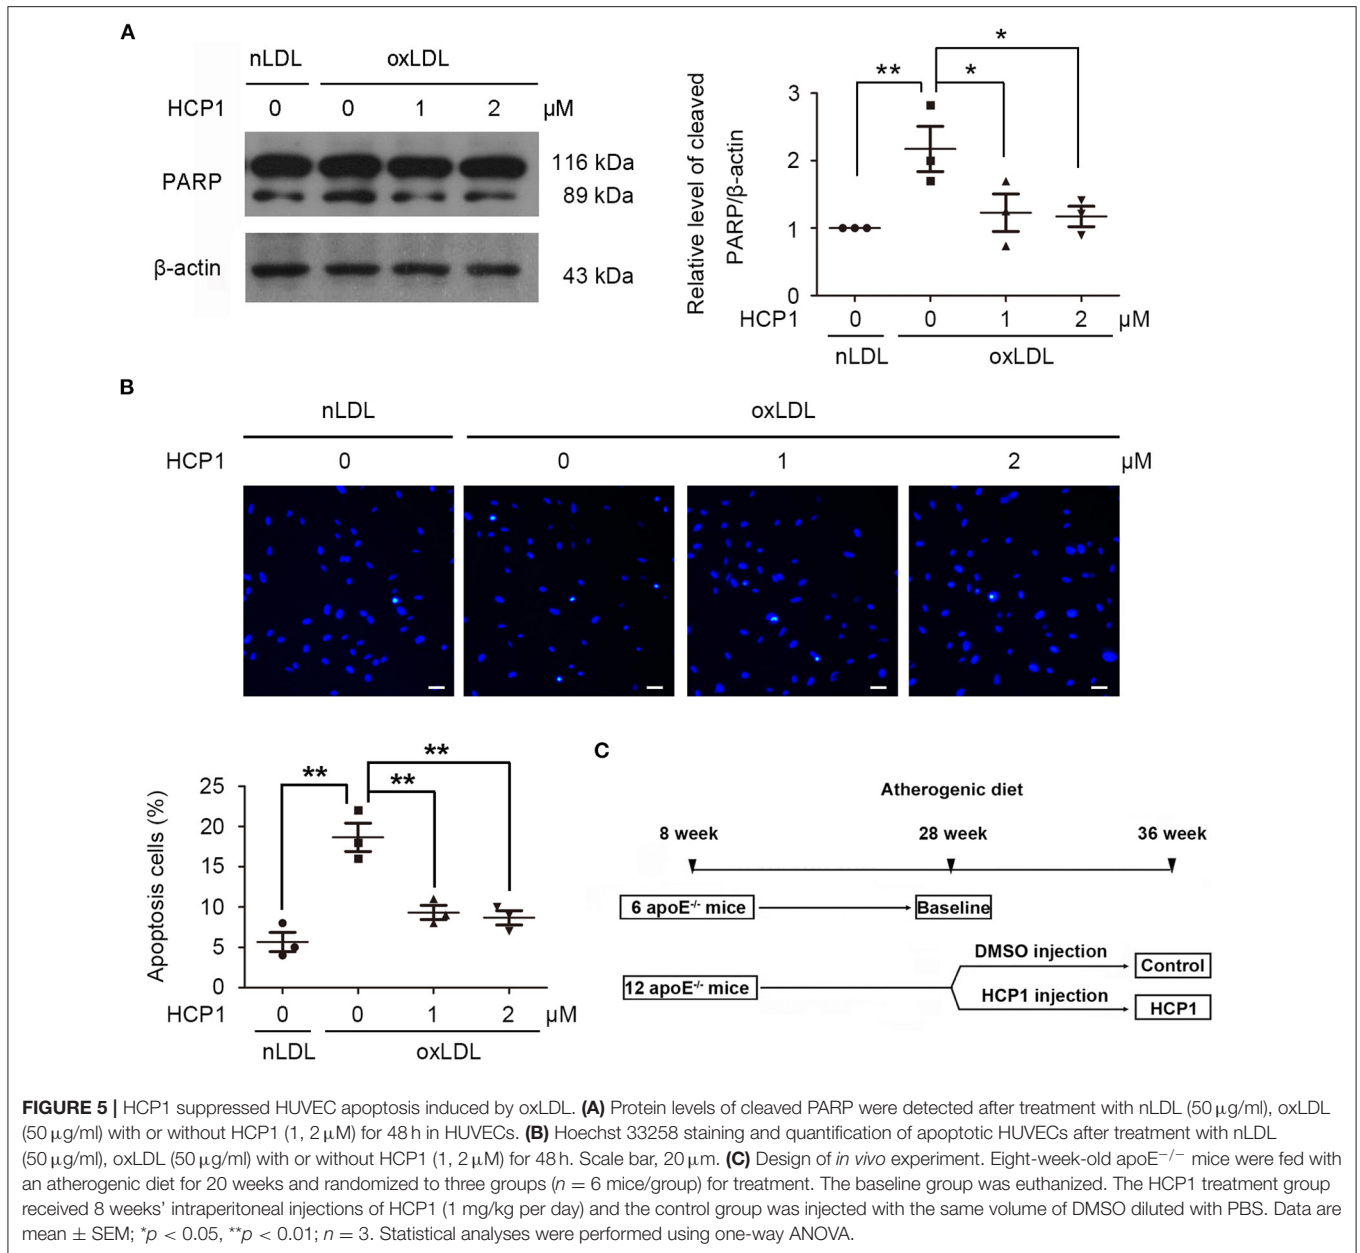 A
nLDL oxLDL
HCP1 0 0 1 2 μM
PARP
116 kDa
89 kDa
β-actin
43 kDa
Relative level of cleaved
PARP/β-actin
3
2
1
0
** * *
HCP1 0 0 1 2 μM
nLDL oxLDL
B
nLDL oxLDL
HCP1 0 0 1 2 μM
Apoptosis cells (%)
25
20
15
10
5
0
** ** **
HCP1 0 0 1 2 μM
nLDL oxLDL
C
Atherogenic diet
8 week 28 week 36 week
6 apoE-/- mice Baseline
DMSO injection Control
12 apoE-/- mice
HCP1 injection HCP1
FIGURE 5 | HCP1 suppressed HUVEC apoptosis induced by oxLDL. (A) Protein levels of cleaved PARP were detected after treatment with nLDL (50 μg/ml), oxLDL
(50 μg/ml) with or without HCP1 (1, 2 μM) for 48 h in HUVECs. (B) Hoechst 33258 staining and quantification of apoptotic HUVECs after treatment with nLDL
(50 μg/ml), oxLDL (50 μg/ml) with or without HCP1 (1, 2 μM) for 48 h. Scale bar, 20 μm. (C) Design of in vivo experiment. Eight-week-old apoE−/− mice were fed with
an atherogenic diet for 20 weeks and randomized to three groups (n = 6 mice/group) for treatment. The baseline group was euthanized. The HCP1 treatment group
received 8 weeks' intraperitoneal injections of HCP1 (1 mg/kg per day) and the control group was injected with the same volume of DMSO diluted with PBS. Data are
mean ± SEM; *p < 0.05, **p < 0.01; n = 3. Statistical analyses were performed using one-way ANOVA.